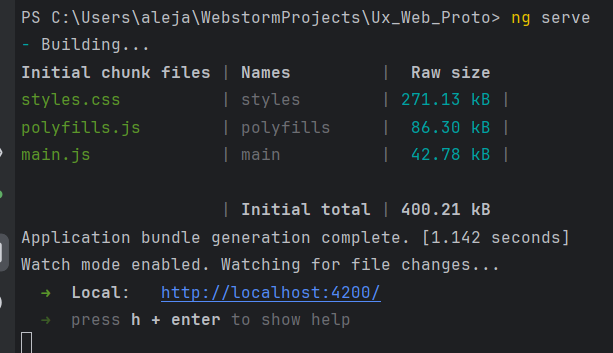 PS C:\Users\aleja\WebstormProjects\Ux_Web_Proto> ng serve
- Building...
Initial chunk files | Names | Raw size
styles.css | styles | 271.13 kB |
polyfills.js | polyfills | 86.30 kB |
main.js | main | 42.78 kB |
| Initial total | 400.21 kB
Application bundle generation complete. [1.142 seconds]
Watch mode enabled. Watching for file changes...
➜ Local: http://localhost:4200/
➜ press h + enter to show help